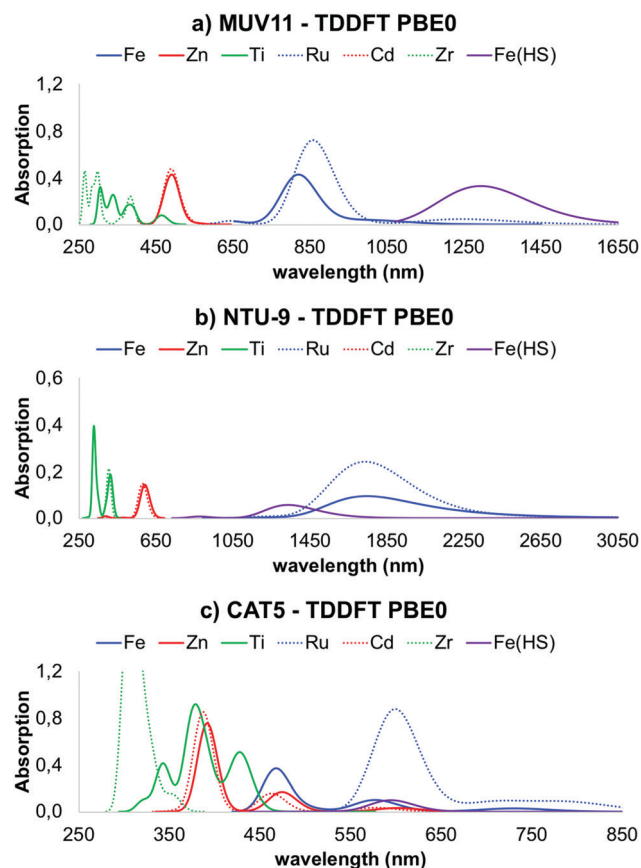 a) MUV11 - TDDFT PBE0
Fe Zn Ti Ru Cd Zr Fe(HS)
1,2
0,8
0,4
0,0
Absorption
250 450 650 850 1050 1250 1450 1650
wavelength (nm)
b) NTU-9 - TDDFT PBE0
Fe Zn Ti Ru Cd Zr Fe(HS)
0,6
0,4
0,2
0,0
Absorption
250 650 1050 1450 1850 2250 2650 3050
wavelength (nm)
c) CAT5 - TDDFT PBE0
Fe Zn Ti Ru Cd Zr Fe(HS)
1,2
0,8
0,4
0,0
Absorption
250 350 450 550 650 750 850
wavelength (nm)